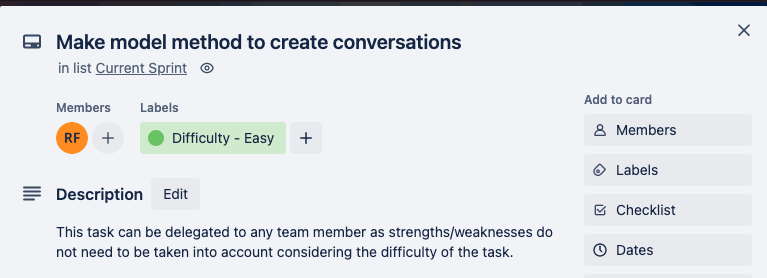 Make model method to create conversations
in list Current Sprint
Members
Labels
RF
Difficulty - Easy
Description
Edit
This task can be delegated to any team member as strengths/weaknesses do
not need to be taken into account considering the difficulty of the task.
Add to card
Members
Labels
Checklist
Dates